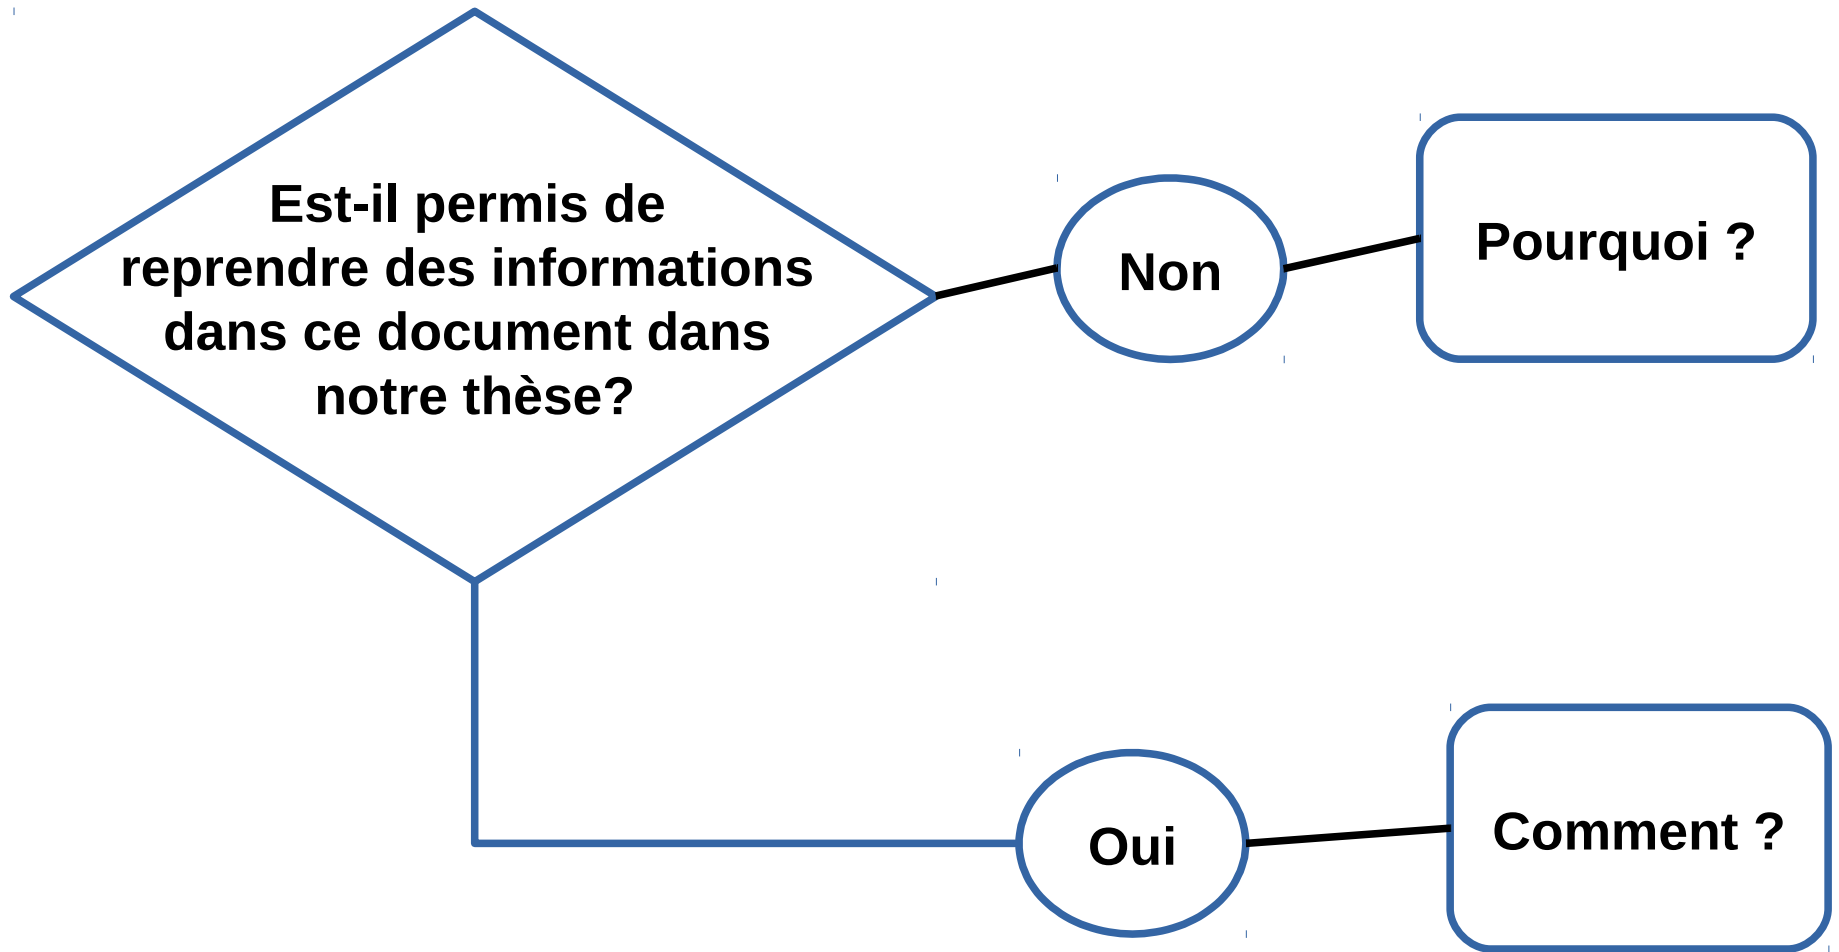 Est-il permis de
reprendre des informations
dans ce document dans
notre thèse?
Non
Pourquoi ?
Oui
Comment ?